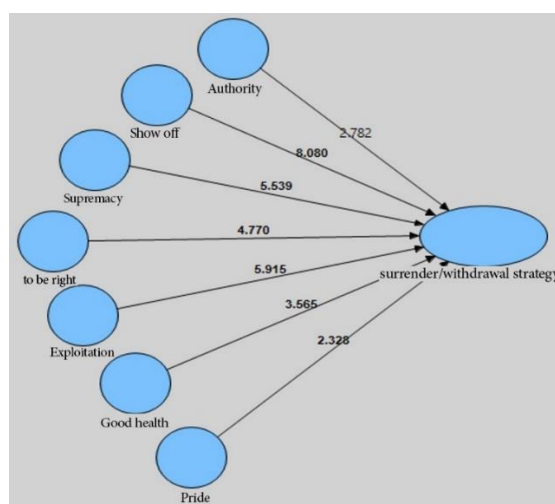 Authority
2.782
Show off
8.080
Supremacy
5.539
to be right
4.770
surrender/withdrawal strategy
Exploitation
5.915
Good health
3.565
Pride
2.328